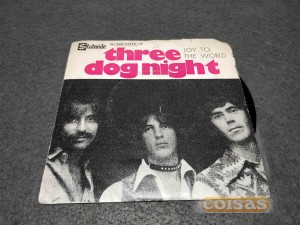 Stateside
three
dog night
JOY TO
THE WORLD
coisas